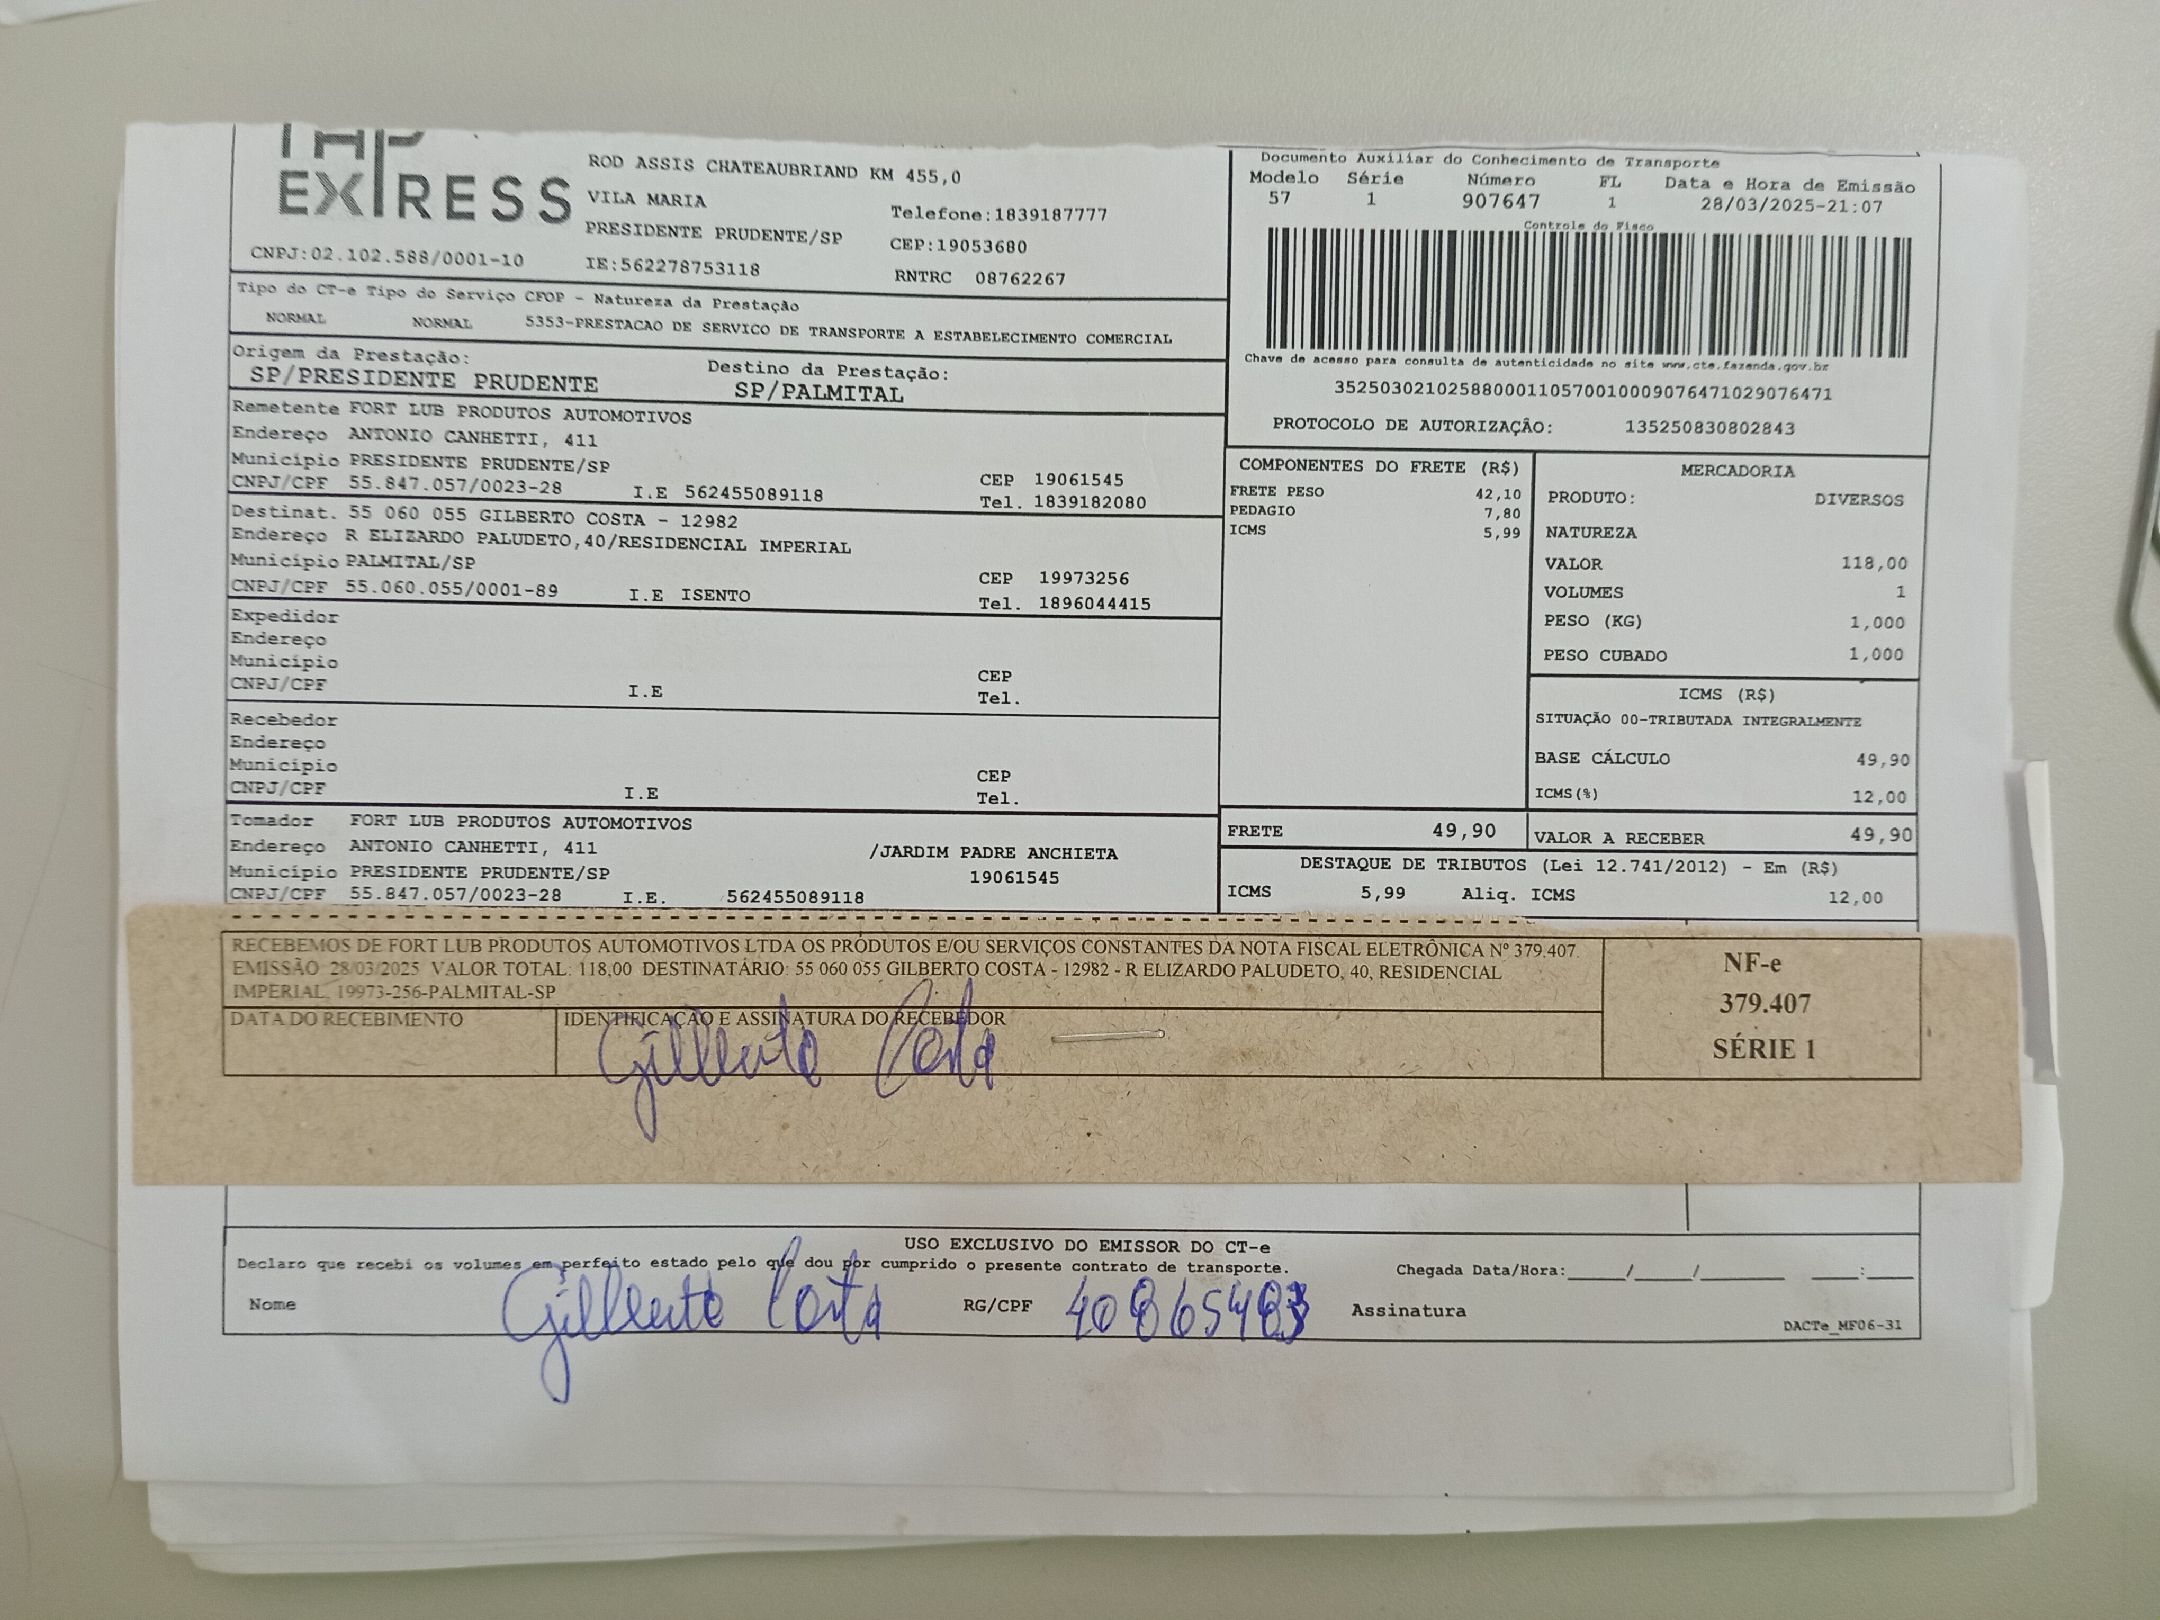 TAP
EXPRESS
ROD ASSIS CHATEAUBRIAND KM 455,0
VILA MARIA
Telefone:1839187777
PRESIDENTE PRUDENTE/SP
CEP:19053680
CNPJ:02.102.588/0001-10
IE:562278753118
RNTRC 08762267
Documento Auxiliar do Conhecimento de Transporte
Modelo Série Número FL Data e Hora de Emissão
57 1 907647 1 28/03/2025-21:07
Controle do Fisco
Chave de acesso para consulta de autenticidade no site www.cte.fazenda.gov.br
35250302102588000110570010009076471029076471
PROTOCOLO DE AUTORIZAÇÃO: 135250830802843
Tipo do CT-e Tipo do Serviço CFOP - Natureza da Prestação
NORMAL NORMAL 5353-PRESTACAO DE SERVICO DE TRANSPORTE A ESTABELECIMENTO COMERCIAL
Origem da Prestação: Destino da Prestação:
SP/PRESIDENTE PRUDENTE SP/PALMITAL
Remetente FORT LUB PRODUTOS AUTOMOTIVOS
Endereço ANTONIO CANHETTI, 411
Município PRESIDENTE PRUDENTE/SP CEP 19061545
CNPJ/CPF 55.847.057/0023-28 I.E 562455089118 Tel. 1839182080
Destinat. 55 060 055 GILBERTO COSTA - 12982
Endereço R ELIZARDO PALUDETO,40/RESIDENCIAL IMPERIAL
Município PALMITAL/SP CEP 19973256
CNPJ/CPF 55.060.055/0001-89 I.E ISENTO Tel. 1896044415
Expedidor
Endereço
Município CEP
CNPJ/CPF I.E Tel.
Recebedor
Endereço
Município CEP
CNPJ/CPF I.E Tel.
Tomador FORT LUB PRODUTOS AUTOMOTIVOS
Endereço ANTONIO CANHETTI, 411 /JARDIM PADRE ANCHIETA
Município PRESIDENTE PRUDENTE/SP 19061545
CNPJ/CPF 55.847.057/0023-28 I.E. 562455089118
COMPONENTES DO FRETE (R$)
FRETE PESO 42,10
PEDAGIO 7,80
ICMS 5,99
MERCADORIA
PRODUTO: DIVERSOS
NATUREZA
VALOR 118,00
VOLUMES 1
PESO (KG) 1,000
PESO CUBADO 1,000
ICMS (R$)
SITUAÇÃO 00-TRIBUTADA INTEGRALMENTE
BASE CÁLCULO 49,90
ICMS(%) 12,00
FRETE 49,90 VALOR A RECEBER 49,90
DESTAQUE DE TRIBUTOS (Lei 12.741/2012) - Em (R$)
ICMS 5,99 Aliq. ICMS 12,00
RECEBEMOS DE FORT LUB PRODUTOS AUTOMOTIVOS LTDA OS PRODUTOS E/OU SERVIÇOS CONSTANTES DA NOTA FISCAL ELETRÔNICA Nº 379.407.
EMISSÃO 28/03/2025 VALOR TOTAL: 118,00 DESTINATÁRIO: 55 060 055 GILBERTO COSTA - 12982 - R ELIZARDO PALUDETO, 40, RESIDENCIAL
IMPERIAL, 19973-256-PALMITAL-SP
DATA DO RECEBIMENTO IDENTIFICAÇÃO E ASSINATURA DO RECEBEDOR
Gilberto Costa
NF-e
379.407
SÉRIE 1
USO EXCLUSIVO DO EMISSOR DO CT-e
Declaro que recebi os volumes em perfeito estado pelo que dou por cumprido o presente contrato de transporte. Chegada Data/Hora:____/____/______ ___:___
Nome Gilberto Costa RG/CPF Assinatura
DACTe_MF06-31